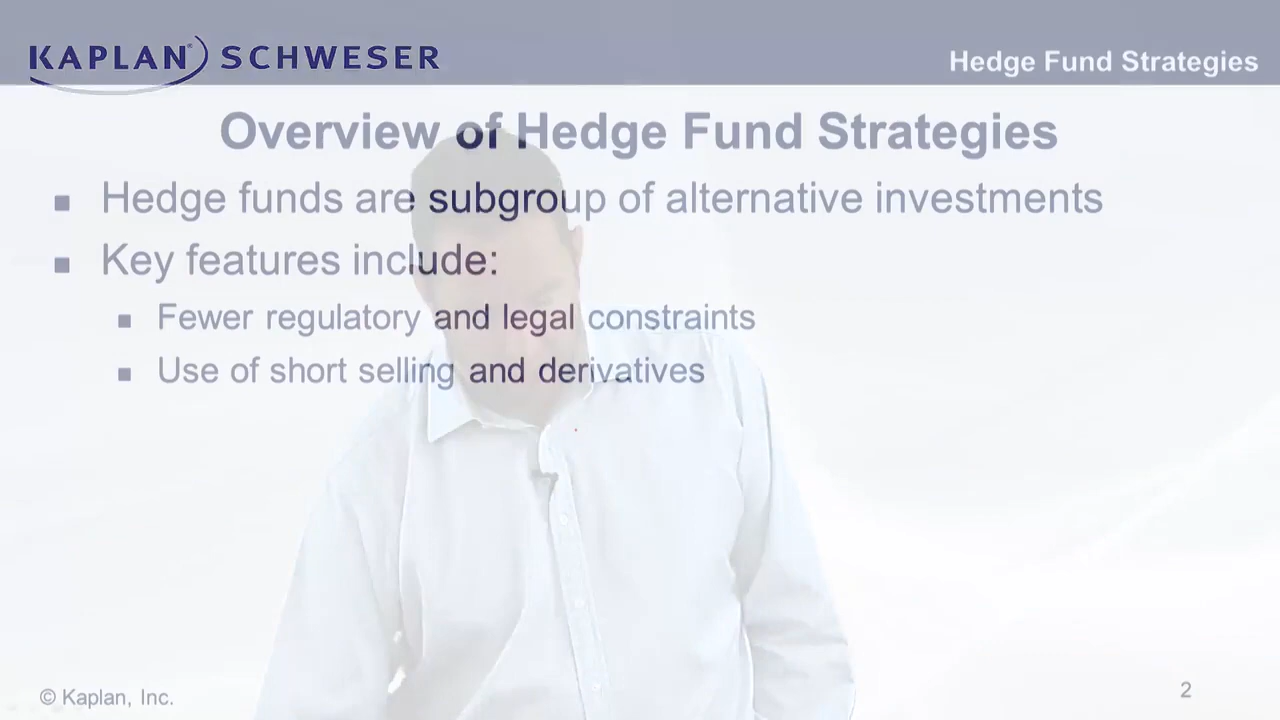 KAPLAN® SCHWESER
Hedge Fund Strategies
Overview of Hedge Fund Strategies
■ Hedge funds are subgroup of alternative investments
■ Key features include:
■ Fewer regulatory and legal constraints
■ Use of short selling and derivatives
© Kaplan, Inc.
2